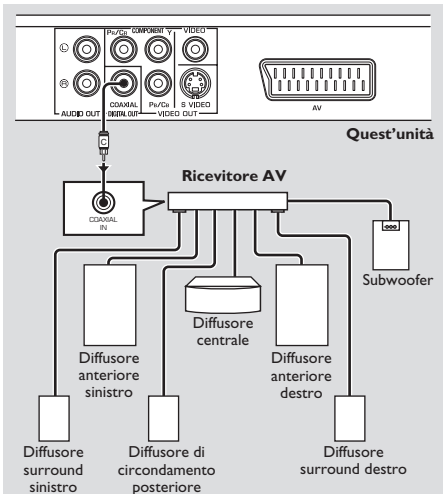 PR/CR COMPONENT Y
VIDEO
L
R
COAXIAL
PB/CB
S VIDEO
AUDIO OUT
DIGITAL OUT
VIDEO OUT
AV
Quest'unità
C
COAXIAL
IN
Ricevitore AV
Subwoofer
Diffusore
centrale
Diffusore
anteriore
sinistro
Diffusore
anteriore
destro
Diffusore
surround
sinistro
Diffusore di
circondamento
posteriore
Diffusore
surround destro